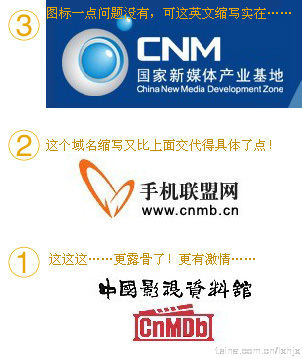 ③
图标一点问题没有，可这英文缩写实在……
CNM
国家新媒体产业基地
China New Media Development Zone
②
这个域名缩写又比上面交代得具体了点！
手机联盟网
www.cnmb.cn
①
这这这……更露骨了！更有激情……
中國影視資料館
CnMDb